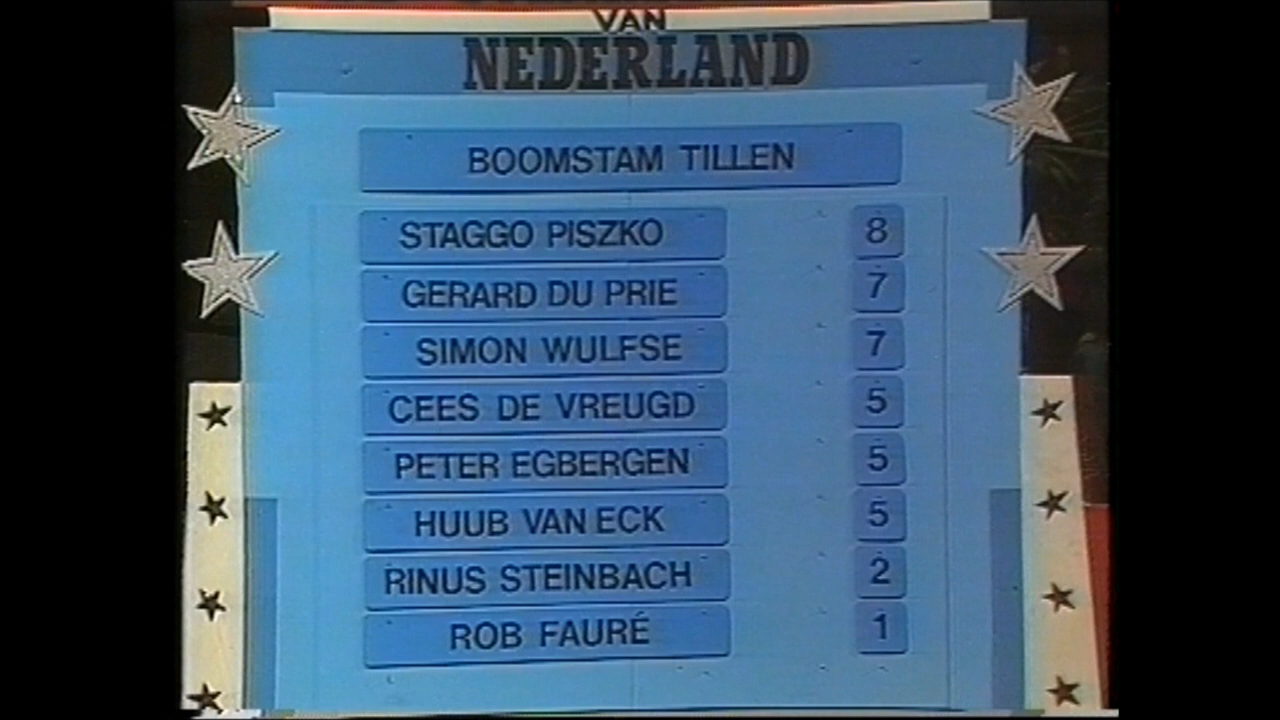 VAN
NEDERLAND
BOOMSTAM TILLEN
STAGGO PISZKO 8
GERARD DU PRIE 7
SIMON WULFSE 7
CEES DE VREUGD 5
PETER EGBERGEN 5
HUUB VAN ECK 5
RINUS STEINBACH 2
ROB FAURÉ 1